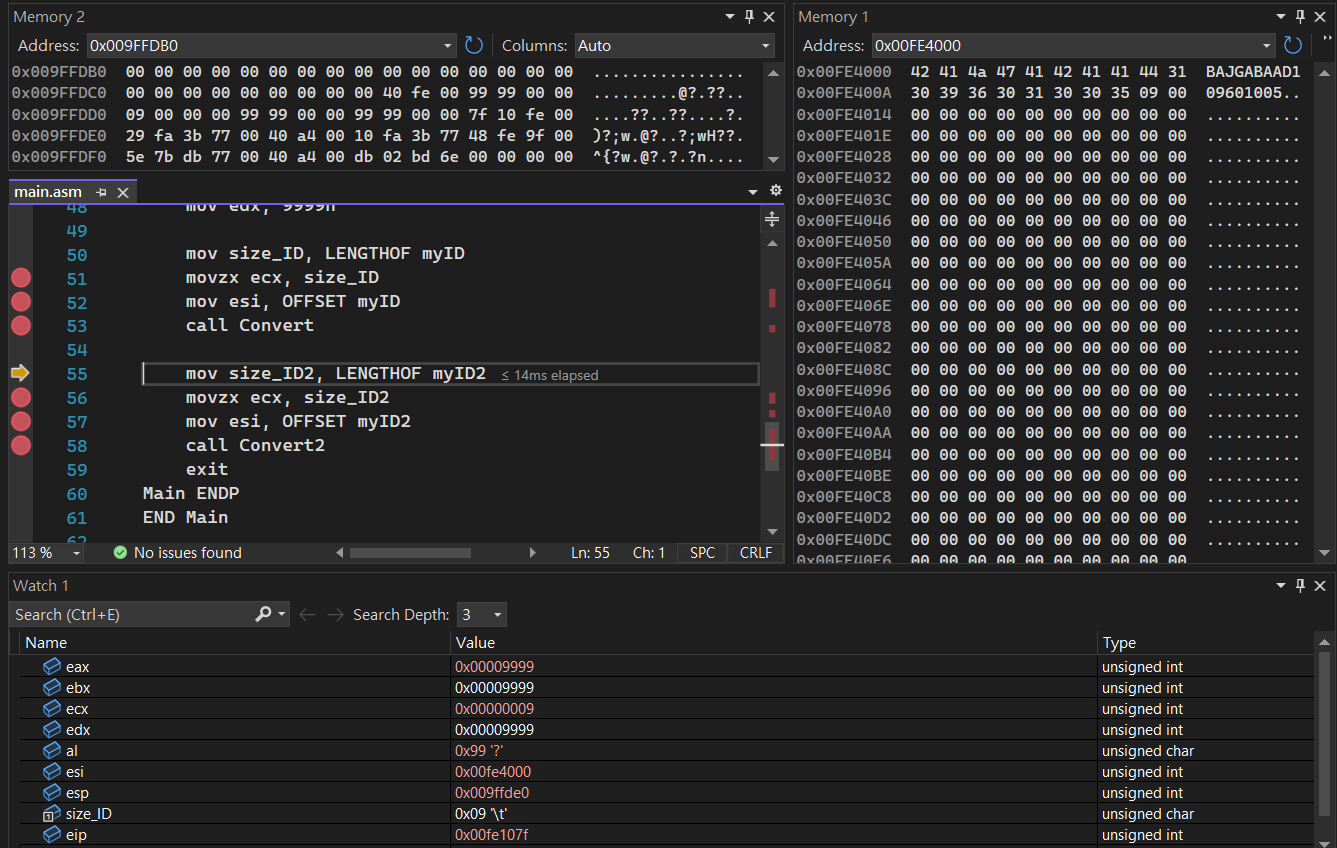 Memory 2
Address: 0x009FFDB0 Columns: Auto
0x009FFDB0 00 00 00 00 00 00 00 00 00 00 00 00 00 00 00 00 ................
0x009FFDC0 00 00 00 00 00 00 00 00 00 40 fe 00 99 99 00 00 .........@?.??..
0x009FFDD0 09 00 00 00 99 99 00 00 99 99 00 00 7f 10 fe 00 ....??..??....?.
0x009FFDE0 29 fa 3b 77 00 40 a4 00 10 fa 3b 77 48 fe 9f 00 )?;w.@?..?;wH??.
0x009FFDF0 5e 7b db 77 00 40 a4 00 db 02 bd 6e 00 00 00 00 ^{?w.@?.?.?n....
main.asm
48 mov edx, 9999h
49
50 mov size_ID, LENGTHOF myID
51 movzx ecx, size_ID
52 mov esi, OFFSET myID
53 call Convert
54
55 mov size_ID2, LENGTHOF myID2 ≤ 14ms elapsed
56 movzx ecx, size_ID2
57 mov esi, OFFSET myID2
58 call Convert2
59 exit
60 Main ENDP
61 END Main
62
113 % No issues found Ln: 55 Ch: 1 SPC CRLF
Memory 1
Address: 0x00FE4000
0x00FE4000 42 41 4a 47 41 42 41 41 44 31 BAJGABAAD1
0x00FE400A 30 39 36 30 31 30 30 35 09 00 09601005..
0x00FE4014 00 00 00 00 00 00 00 00 00 00 ..........
0x00FE401E 00 00 00 00 00 00 00 00 00 00 ..........
0x00FE4028 00 00 00 00 00 00 00 00 00 00 ..........
0x00FE4032 00 00 00 00 00 00 00 00 00 00 ..........
0x00FE403C 00 00 00 00 00 00 00 00 00 00 ..........
0x00FE4046 00 00 00 00 00 00 00 00 00 00 ..........
0x00FE4050 00 00 00 00 00 00 00 00 00 00 ..........
0x00FE405A 00 00 00 00 00 00 00 00 00 00 ..........
0x00FE4064 00 00 00 00 00 00 00 00 00 00 ..........
0x00FE406E 00 00 00 00 00 00 00 00 00 00 ..........
0x00FE4078 00 00 00 00 00 00 00 00 00 00 ..........
0x00FE4082 00 00 00 00 00 00 00 00 00 00 ..........
0x00FE408C 00 00 00 00 00 00 00 00 00 00 ..........
0x00FE4096 00 00 00 00 00 00 00 00 00 00 ..........
0x00FE40A0 00 00 00 00 00 00 00 00 00 00 ..........
0x00FE40AA 00 00 00 00 00 00 00 00 00 00 ..........
0x00FE40B4 00 00 00 00 00 00 00 00 00 00 ..........
0x00FE40BE 00 00 00 00 00 00 00 00 00 00 ..........
0x00FE40C8 00 00 00 00 00 00 00 00 00 00 ..........
0x00FE40D2 00 00 00 00 00 00 00 00 00 00 ..........
0x00FE40DC 00 00 00 00 00 00 00 00 00 00 ..........
0x00FE40E6 00 00 00 00 00 00 00 00 00 00 ..........
Watch 1
Search (Ctrl+E) Search Depth: 3
Name Value Type
eax 0x00009999 unsigned int
ebx 0x00009999 unsigned int
ecx 0x00000009 unsigned int
edx 0x00009999 unsigned int
al 0x99 '?' unsigned char
esi 0x00fe4000 unsigned int
esp 0x009ffde0 unsigned int
size_ID 0x09 '\t' unsigned char
eip 0x00fe107f unsigned int